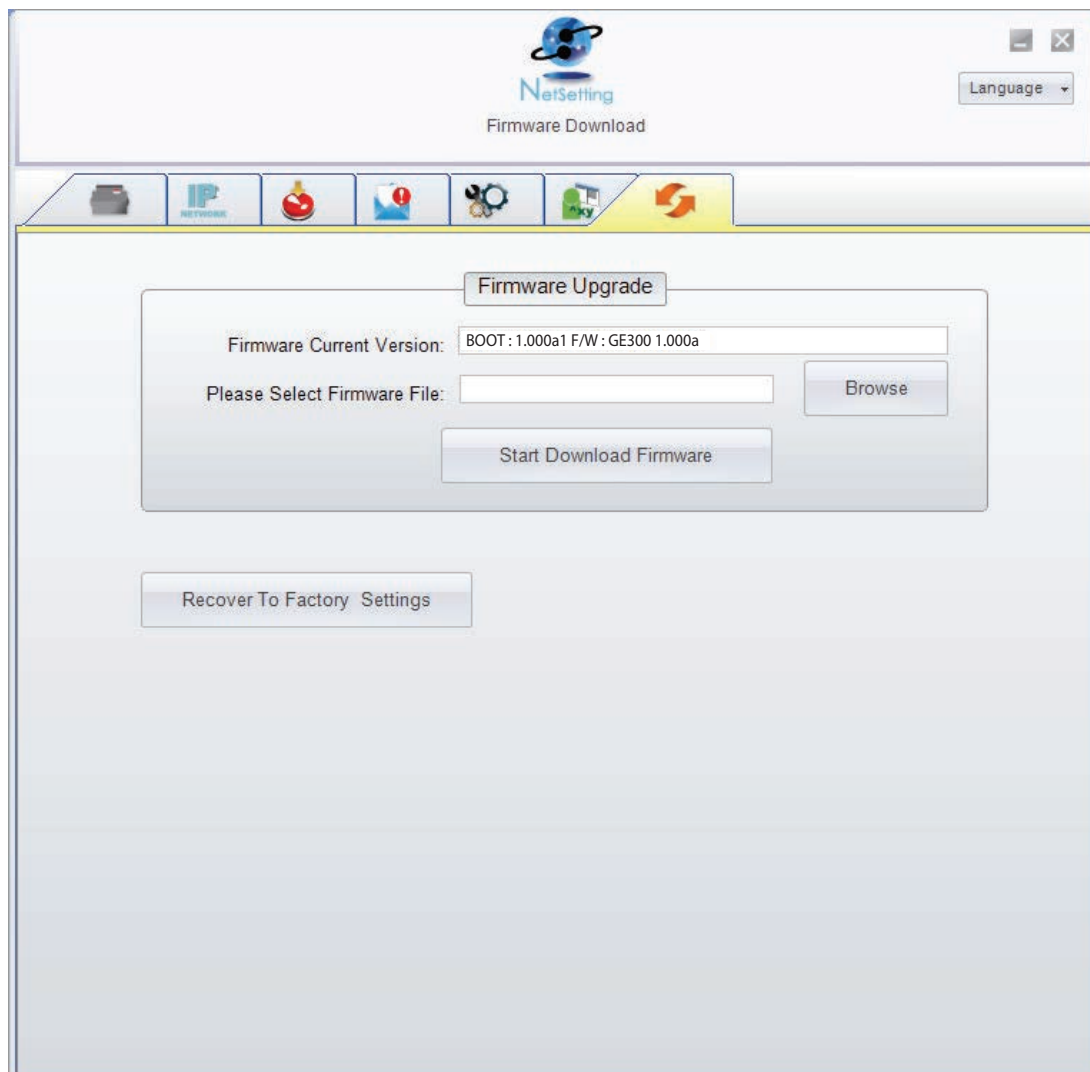 NetSetting
Language
Firmware Download
IP
NETWORK
^xy
Firmware Upgrade
Firmware Current Version: BOOT : 1.000a1 F/W : GE300 1.000a
Please Select Firmware File: Browse
Start Download Firmware
Recover To Factory Settings